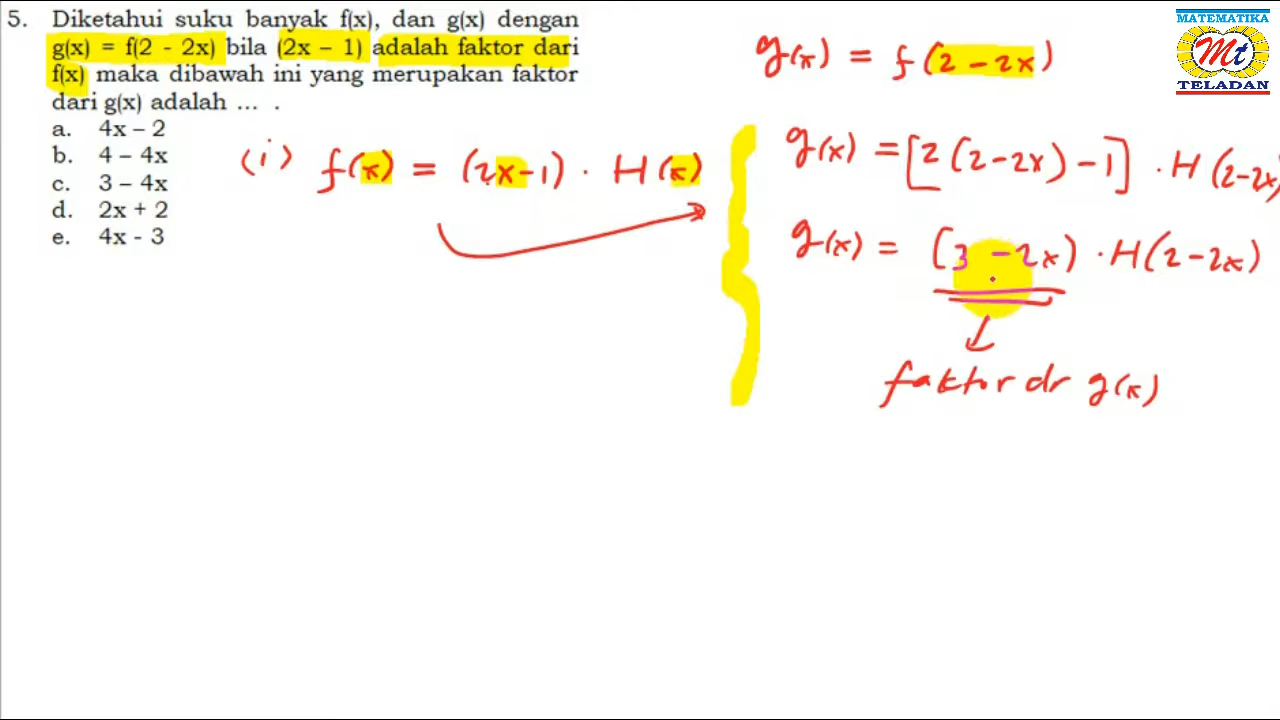 5. Diketahui suku banyak f(x), dan g(x) dengan
g(x) = f(2 - 2x) bila (2x – 1) adalah faktor dari
f(x) maka dibawah ini yang merupakan faktor
dari g(x) adalah ... .
a. 4x – 2
b. 4 – 4x
c. 3 – 4x
d. 2x + 2
e. 4x - 3
(i) f(x) = (2x-1) · H(x)
g(x) = f(2-2x)
g(x) = [2(2-2x)-1] · H(2-2x)
g(x) = (3-2x) · H(2-2x)
faktor dr g(x)
MATEMATIKA
Mt
TELADAN